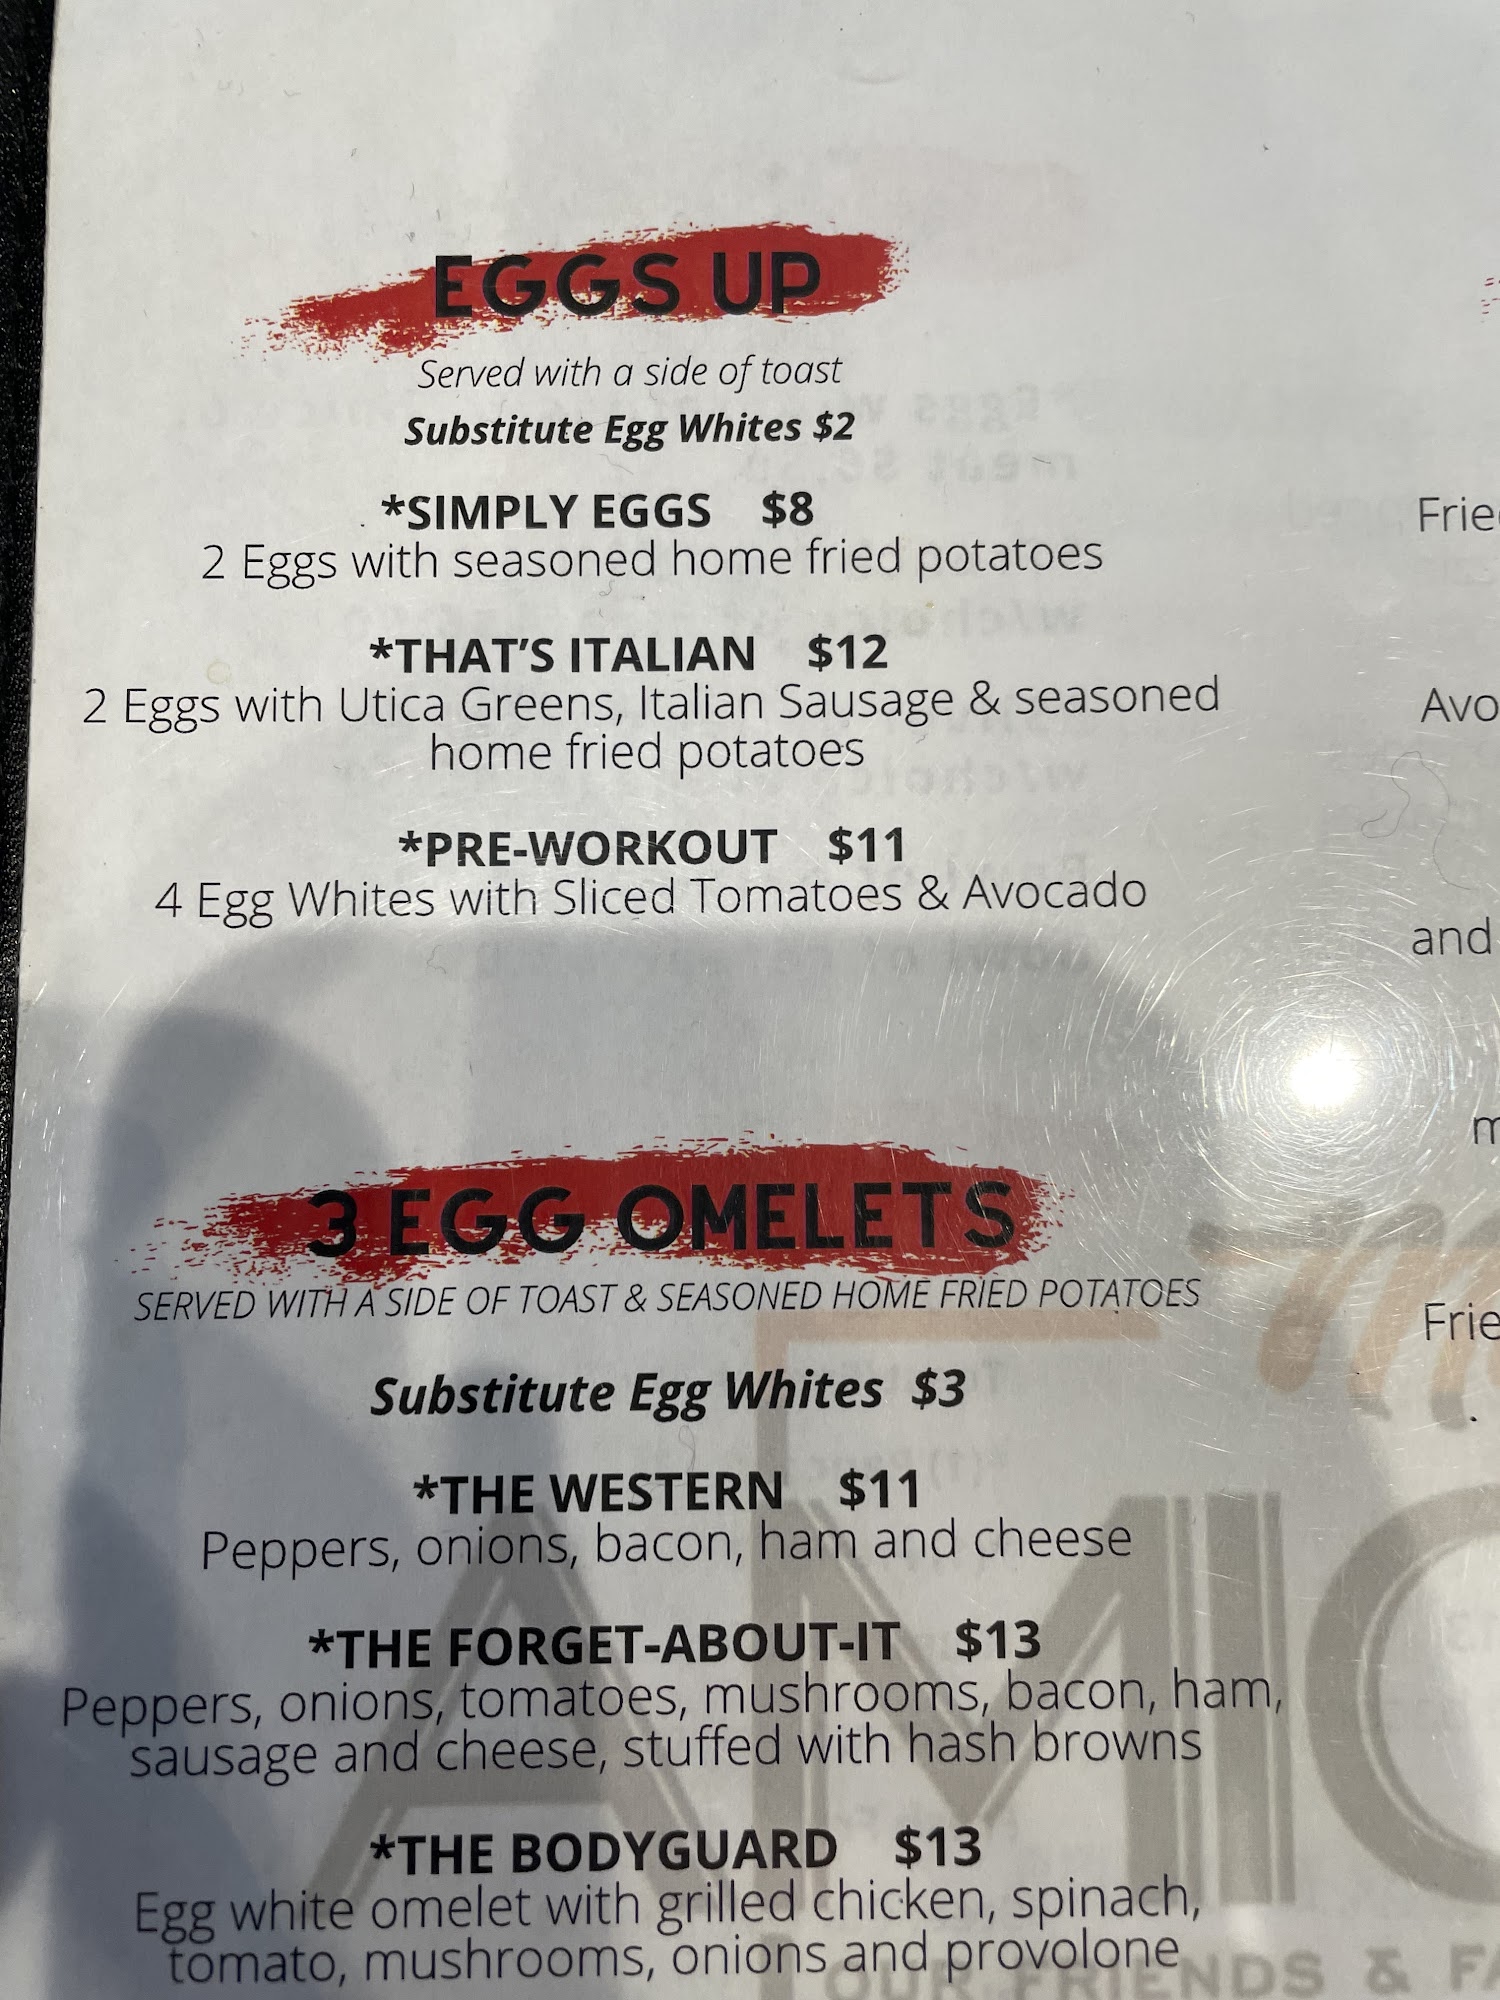 EGGS UP
Served with a side of toast
Substitute Egg Whites $2
*SIMPLY EGGS $8
2 Eggs with seasoned home fried potatoes
*THAT'S ITALIAN $12
2 Eggs with Utica Greens, Italian Sausage & seasoned
home fried potatoes
*PRE-WORKOUT $11
4 Egg Whites with Sliced Tomatoes & Avocado
3 EGG OMELETS
SERVED WITH A SIDE OF TOAST & SEASONED HOME FRIED POTATOES
Substitute Egg Whites $3
*THE WESTERN $11
Peppers, onions, bacon, ham and cheese
*THE FORGET-ABOUT-IT $13
Peppers, onions, tomatoes, mushrooms, bacon, ham,
sausage and cheese, stuffed with hash browns
*THE BODYGUARD $13
Egg white omelet with grilled chicken, spinach,
tomato, mushrooms, onions and provolone
and
OUR FRIENDS &